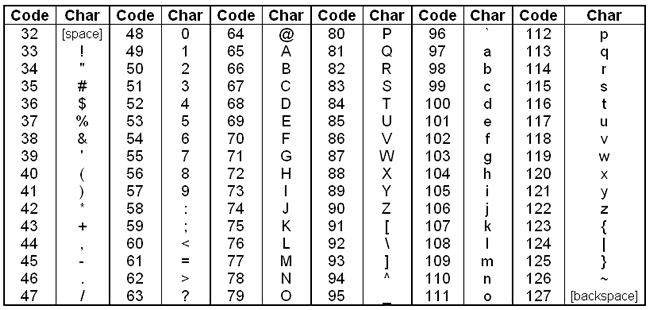 Code Char Code Char Code Char Code Char Code Char Code Char
32 [space] 48 0 64 @ 80 P 96 ` 112 p
33 ! 49 1 65 A 81 Q 97 a 113 q
34 " 50 2 66 B 82 R 98 b 114 r
35 # 51 3 67 C 83 S 99 c 115 s
36 $ 52 4 68 D 84 T 100 d 116 t
37 % 53 5 69 E 85 U 101 e 117 u
38 & 54 6 70 F 86 V 102 f 118 v
39 ' 55 7 71 G 87 W 103 g 119 w
40 ( 56 8 72 H 88 X 104 h 120 x
41 ) 57 9 73 I 89 Y 105 i 121 y
42 * 58 : 74 J 90 Z 106 j 122 z
43 + 59 ; 75 K 91 [ 107 k 123 {
44 , 60 < 76 L 92 \ 108 l 124 |
45 - 61 = 77 M 93 ] 109 m 125 }
46 . 62 > 78 N 94 ^ 110 n 126 ~
47 / 63 ? 79 O 95 _ 111 o 127 [backspace]